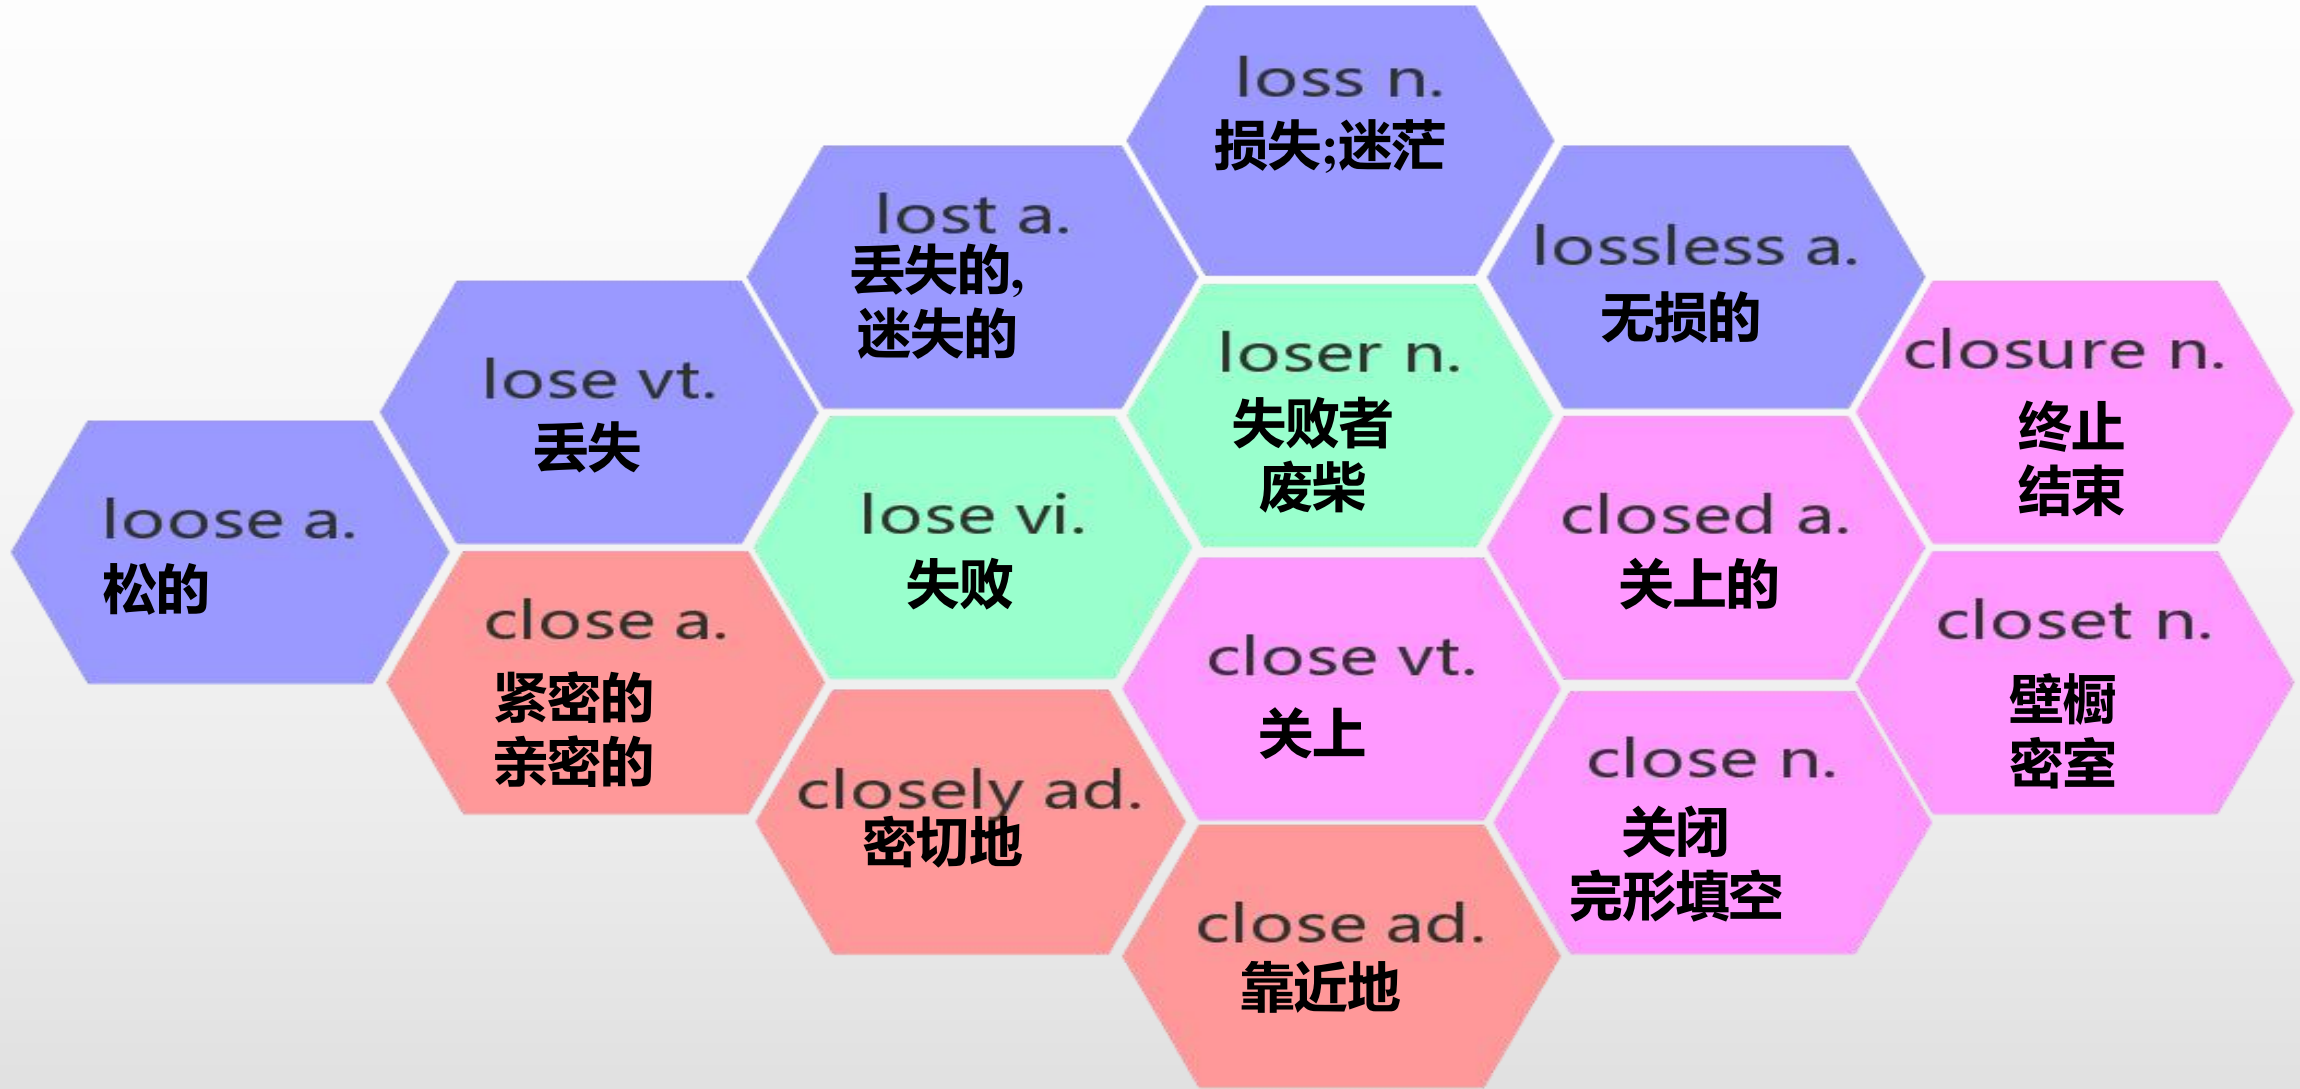 loss n.
损失;迷茫
lost a.
丢失的,
迷失的
lossless a.
无损的
lose vt.
丢失
loser n.
失败者
废柴
closure n.
终止
结束
loose a.
松的
lose vi.
失败
closed a.
关上的
close a.
紧密的
亲密的
close vt.
关上
closet n.
壁橱
密室
closely ad.
密切地
close n.
关闭
完形填空
close ad.
靠近地